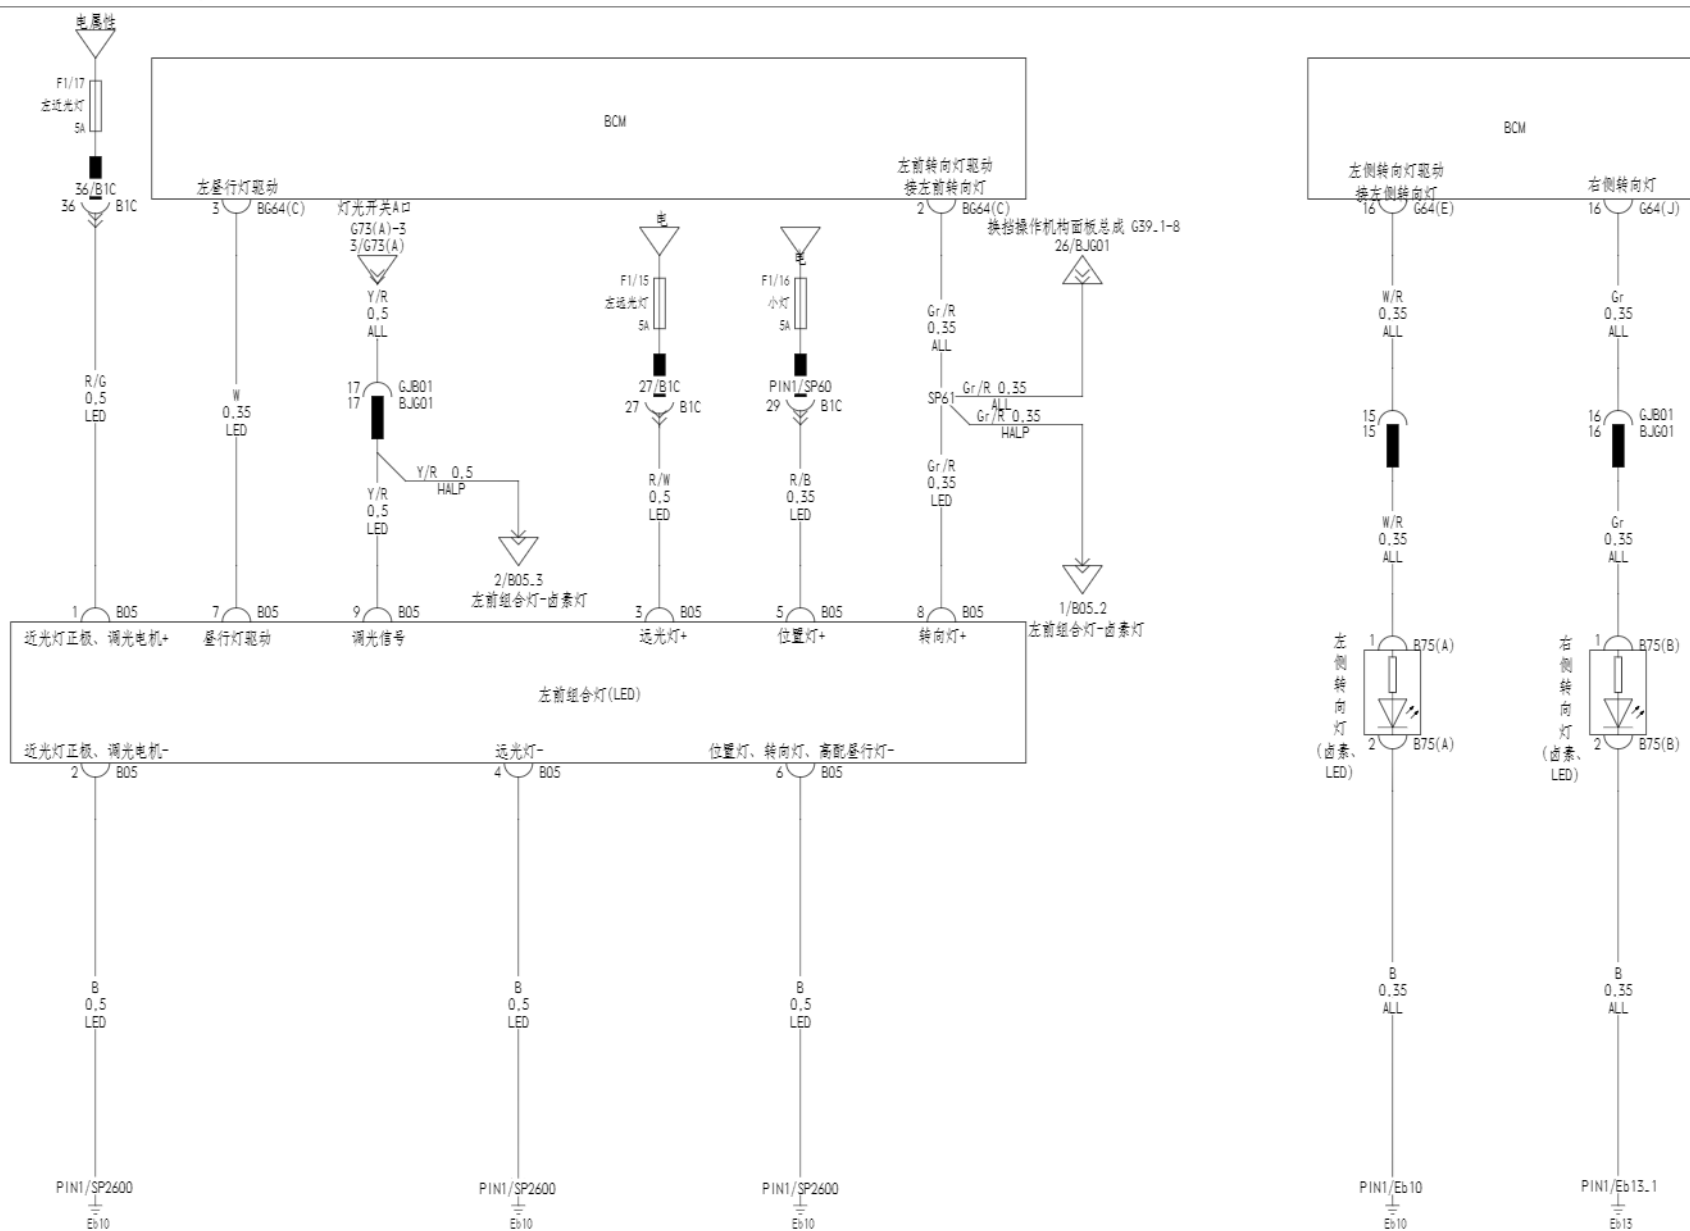 电属性
F1/17
左近光灯
5A
36/B1C
36 B1C
BCM
左昼行灯驱动
3 BG64(C)
左前转向灯驱动
接左前转向灯
2 BG64(C)
灯光开关A口
G73(A)-3
3/G73(A)
Y/R
0.5
ALL
17 GJB01
17 BJG01
Y/R 0.5
HALP
Y/R
0.5
LED
2/B05.3
左前组合灯-卤素灯
电
F1/15
左远光灯
5A
27/B1C
27 B1C
R/W
0.5
LED
电
F1/16
小灯
5A
PIN1/SP60
29 B1C
R/B
0.35
LED
换挡操作机构面板总成 G39.1-8
26/BJG01
Gr/R
0.35
ALL
SP61
Gr/R 0.35
ALL
Gr/R 0.35
HALP
Gr/R
0.35
LED
1/B05.2
左前组合灯-卤素灯
R/G
0.5
LED
W
0.35
LED
1 B05
7 B05
9 B05
3 B05
5 B05
8 B05
近光灯正极、调光电机+
昼行灯驱动
调光信号
远光灯+
位置灯+
转向灯+
左前组合灯(LED)
近光灯正极、调光电机-
远光灯-
位置灯、转向灯、高配昼行灯-
2 B05
4 B05
6 B05
B
0.5
LED
B
0.5
LED
B
0.5
LED
PIN1/SP2600
Eb10
PIN1/SP2600
Eb10
PIN1/SP2600
Eb10
BCM
左侧转向灯驱动
接左侧转向灯
16 G64(E)
右侧转向灯
16 G64(J)
W/R
0.35
ALL
Gr
0.35
ALL
15
15
16 GJB01
16 BJG01
W/R
0.35
ALL
Gr
0.35
ALL
1 B75(A)
左侧转向灯
(卤素、
LED)
2 B75(A)
1 B75(B)
右侧转向灯
(卤素、
LED)
2 B75(B)
B
0.35
ALL
B
0.35
ALL
PIN1/Eb10
Eb10
PIN1/Eb13.1
Eb13